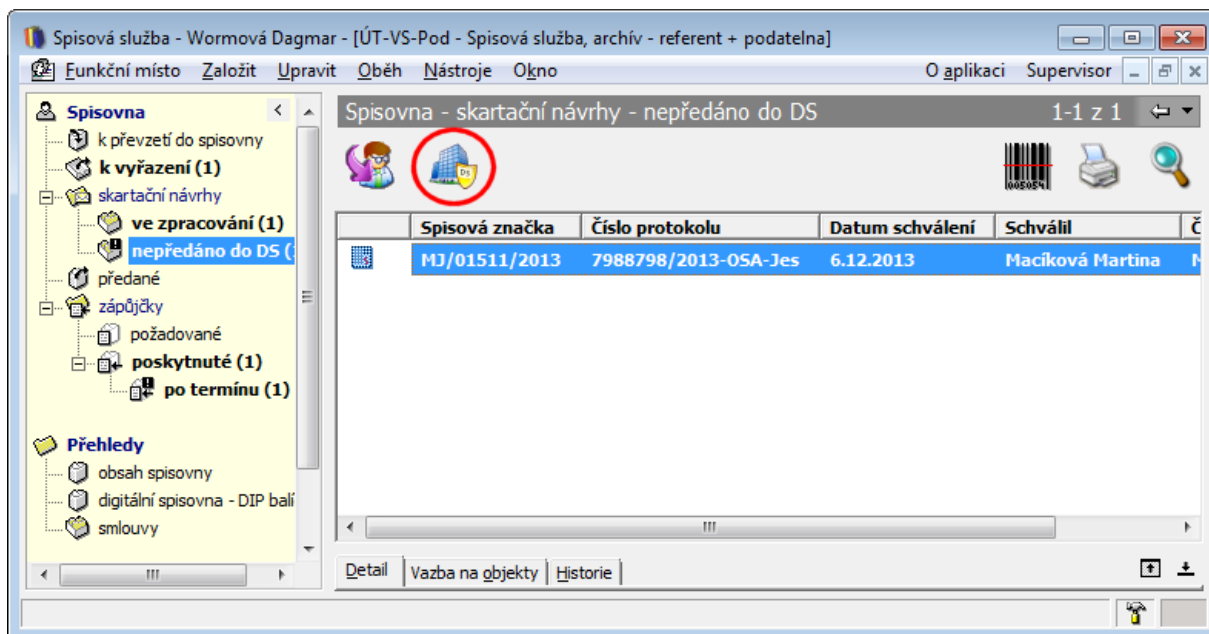 Spisová služba - Wormová Dagmar - [ÚT-VS-Pod - Spisová služba, archív - referent + podatelna]
Funkční místo Založit Upravit Oběh Nástroje Okno O aplikaci Supervisor
Spisovna
k převzetí do spisovny
k vyřazení (1)
skartační návrhy
ve zpracování (1)
nepředáno do DS (
předané
zápůjčky
požadované
poskytnuté (1)
po termínu (1)
Přehledy
obsah spisovny
digitální spisovna - DIP balí
smlouvy
Spisovna - skartační návrhy - nepředáno do DS 1-1 z 1
DS
005054
Spisová značka Číslo protokolu Datum schválení Schválil Č
MJ/01511/2013 7988798/2013-OSA-Jes 6.12.2013 Macíková Martina
Detail Vazba na objekty Historie